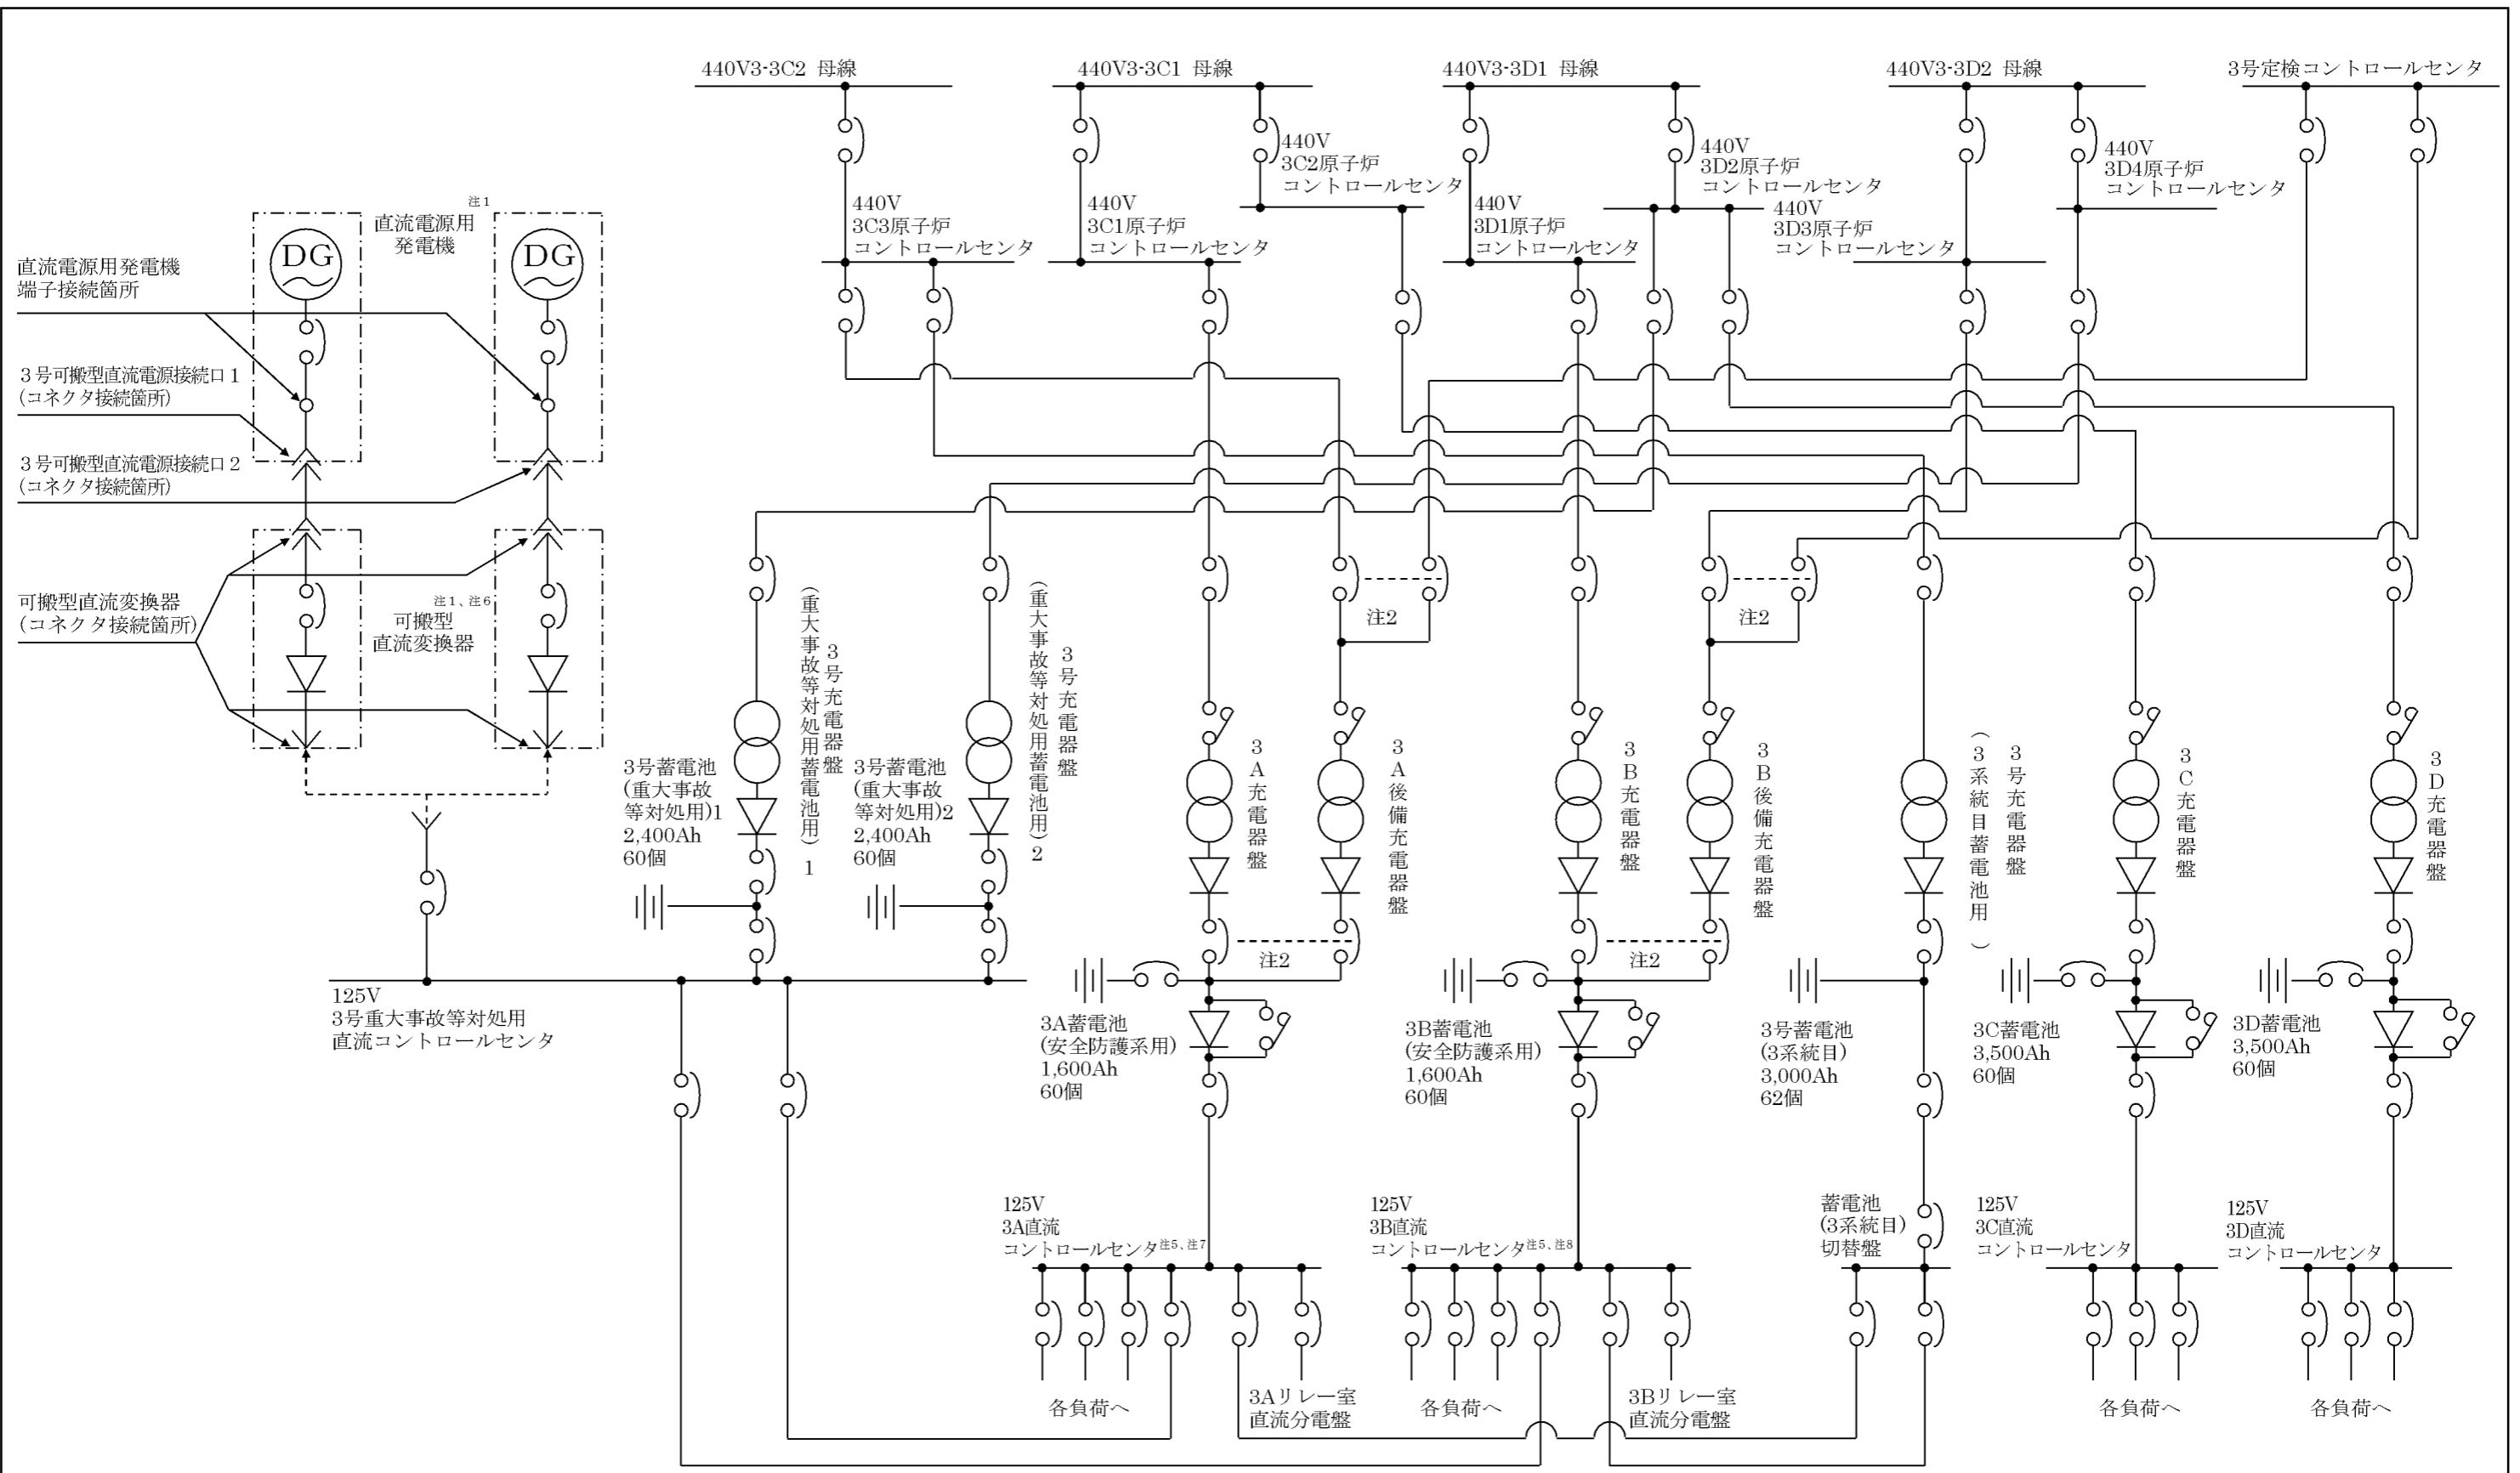 440V3-3C2 母線
440V3-3C1 母線
440V3-3D1 母線
440V3-3D2 母線
3号定検コントロールセンタ
440V
3C2原子炉
コントロールセンタ
440V
3D2原子炉
コントロールセンタ
440V
3D4原子炉
コントロールセンタ
440V
3C3原子炉
コントロールセンタ
440V
3C1原子炉
コントロールセンタ
440V
3D1原子炉
コントロールセンタ
440V
3D3原子炉
コントロールセンタ
注1
直流電源用
発電機
DG
DG
直流電源用発電機
端子接続箇所
3号可搬型直流電源接続口1
(コネクタ接続箇所)
3号可搬型直流電源接続口2
(コネクタ接続箇所)
可搬型直流変換器
(コネクタ接続箇所)
注1、注6
可搬型
直流変換器
注2
注2
3号充電器盤
(重大事故等対処用蓄電池用)1
3号充電器盤
(重大事故等対処用蓄電池用)2
3A充電器盤
3A後備充電器盤
3B充電器盤
3B後備充電器盤
3号充電器盤
(3系統目蓄電池用)
3C充電器盤
3D充電器盤
3号蓄電池
(重大事故
等対処用)1
2,400Ah
60個
3号蓄電池
(重大事故
等対処用)2
2,400Ah
60個
注2
注2
125V
3号重大事故等対処用
直流コントロールセンタ
3A蓄電池
(安全防護系用)
1,600Ah
60個
3B蓄電池
(安全防護系用)
1,600Ah
60個
3号蓄電池
(3系統目)
3,000Ah
62個
3C蓄電池
3,500Ah
60個
3D蓄電池
3,500Ah
60個
125V
3A直流
コントロールセンタ注5、注7
125V
3B直流
コントロールセンタ注5、注8
蓄電池
(3系統目)
切替盤
125V
3C直流
コントロールセンタ
125V
3D直流
コントロールセンタ
各負荷へ
3Aリレー室
直流分電盤
各負荷へ
3Bリレー室
直流分電盤
各負荷へ
各負荷へ